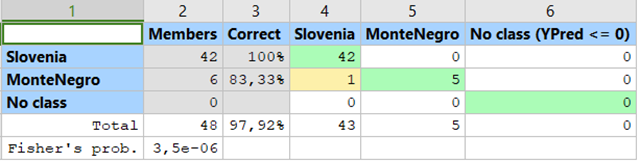 1 2 3 4 5 6
Members Correct Slovenia MonteNegro No class (YPred <= 0)
Slovenia 42 100% 42 0 0
MonteNegro 6 83,33% 1 5 0
No class 0 0 0 0
Total 48 97,92% 43 5 0
Fisher's prob. 3,5e-06